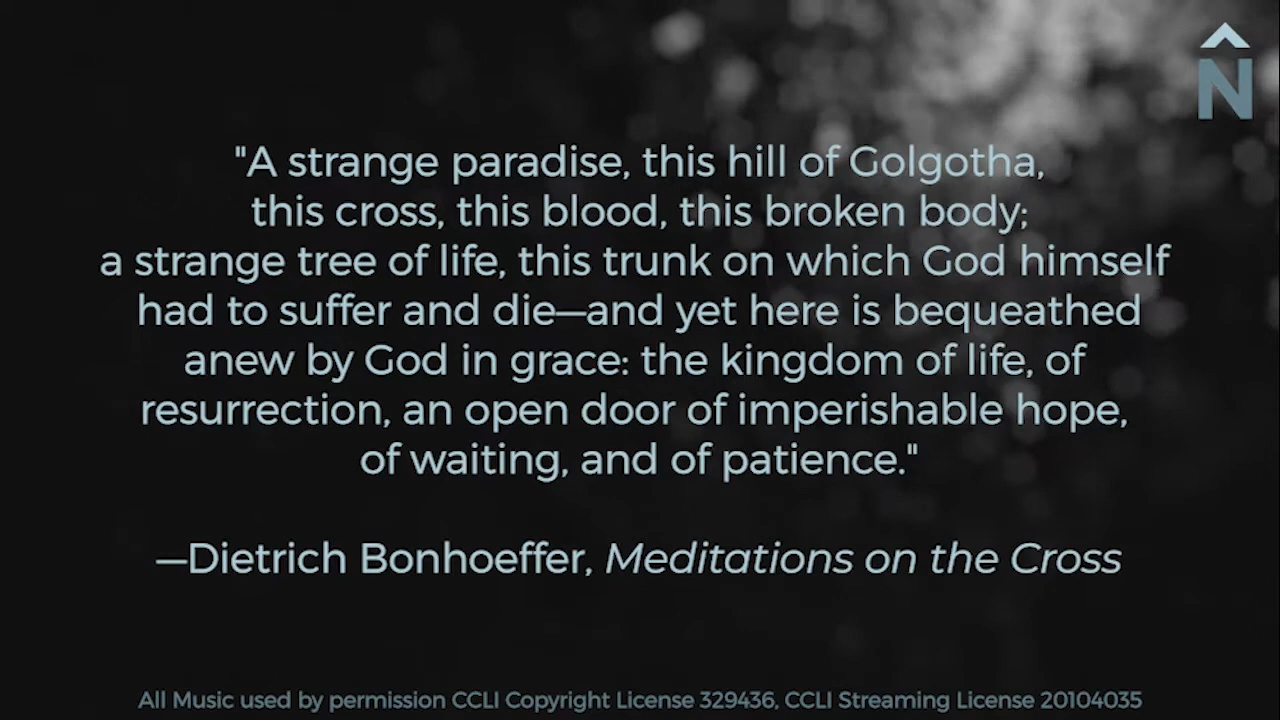 N
"A strange paradise, this hill of Golgotha,
this cross, this blood, this broken body;
a strange tree of life, this trunk on which God himself
had to suffer and die—and yet here is bequeathed
anew by God in grace: the kingdom of life, of
resurrection, an open door of imperishable hope,
of waiting, and of patience."
—Dietrich Bonhoeffer, Meditations on the Cross
All Music used by permission CCLI Copyright License 329436, CCLI Streaming License 20104035